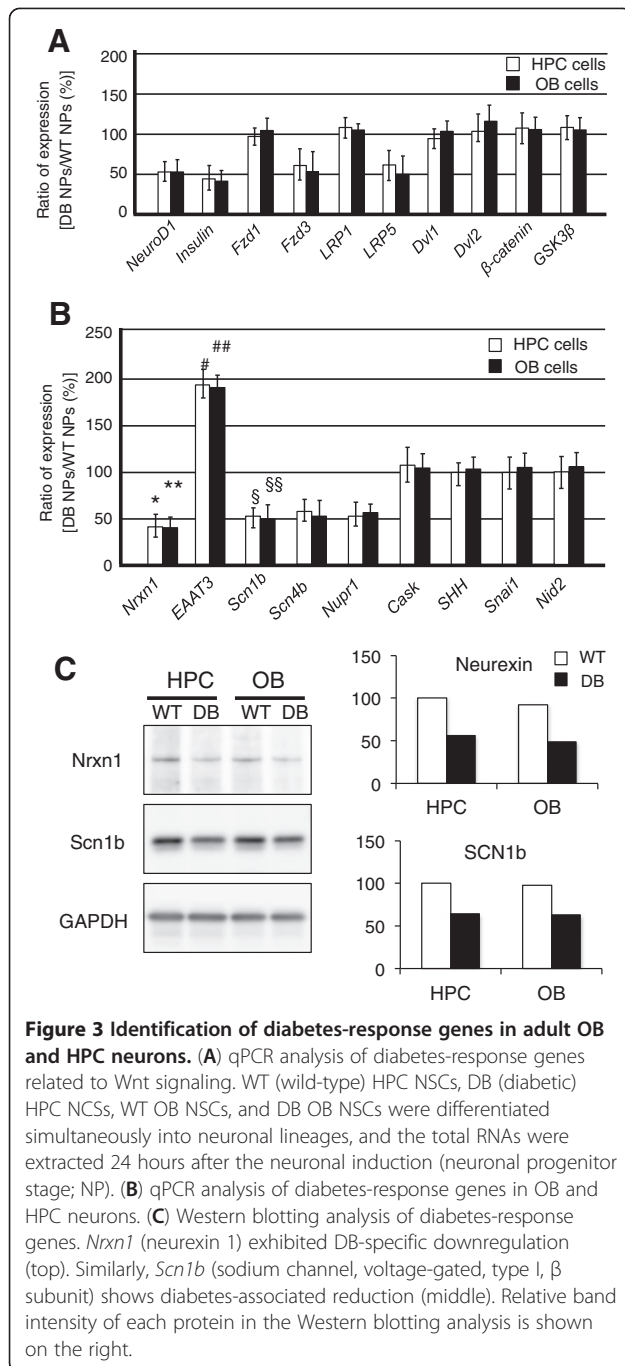 A
HPC cells
OB cells
Ratio of expression
[DB NPs/WT NPs (%)]
200
150
100
50
0
NeuroD1
Insulin
Fzd1
Fzd3
LRP1
LRP5
Dvl1
Dvl2
β-catenin
GSK3β
B
HPC cells
OB cells
Ratio of expression
[DB NPs/WT NPs (%)]
250
200
150
100
50
0
*
**
#
##
§
§§
Nrxn1
EAAT3
Scn1b
Scn4b
Nupr1
Cask
SHH
Snai1
Nid2
C
HPC OB
WT DB WT DB
Nrxn1
Scn1b
GAPDH
Neurexin
WT
DB
150
100
50
0
HPC OB
SCN1b
150
100
50
0
HPC OB
Figure 3 Identification of diabetes-response genes in adult OB
and HPC neurons. (A) qPCR analysis of diabetes-response genes
related to Wnt signaling. WT (wild-type) HPC NSCs, DB (diabetic)
HPC NCSs, WT OB NSCs, and DB OB NSCs were differentiated
simultaneously into neuronal lineages, and the total RNAs were
extracted 24 hours after the neuronal induction (neuronal progenitor
stage; NP). (B) qPCR analysis of diabetes-response genes in OB and
HPC neurons. (C) Western blotting analysis of diabetes-response
genes. Nrxn1 (neurexin 1) exhibited DB-specific downregulation
(top). Similarly, Scn1b (sodium channel, voltage-gated, type I, β
subunit) shows diabetes-associated reduction (middle). Relative band
intensity of each protein in the Western blotting analysis is shown
on the right.